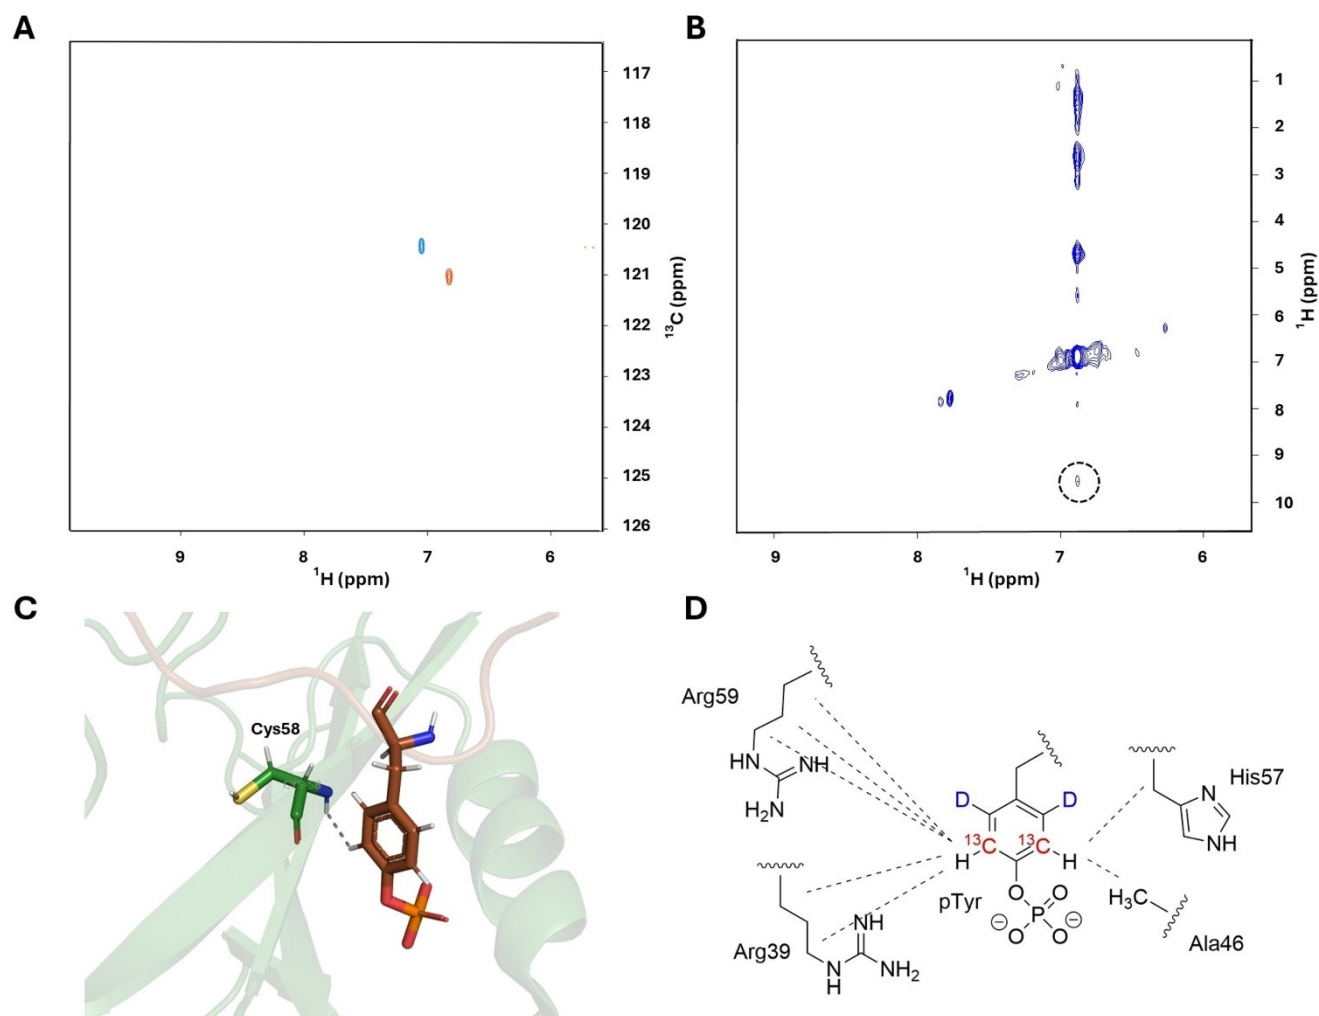 A
117
118
119
120
121
122
123
124
125
126
¹³C (ppm)
9
8
7
6
¹H (ppm)
B
1
2
3
4
5
6
7
8
9
10
¹H (ppm)
9
8
7
6
¹H (ppm)
C
Cys58
D
Arg59
HN
NH
H₂N
D
D
¹³C
¹³C
H
H
pTyr
O
P
O
O
O
⊖
⊖
N
NH
His57
H₃C
Ala46
Arg39
NH
N
H
NH₂